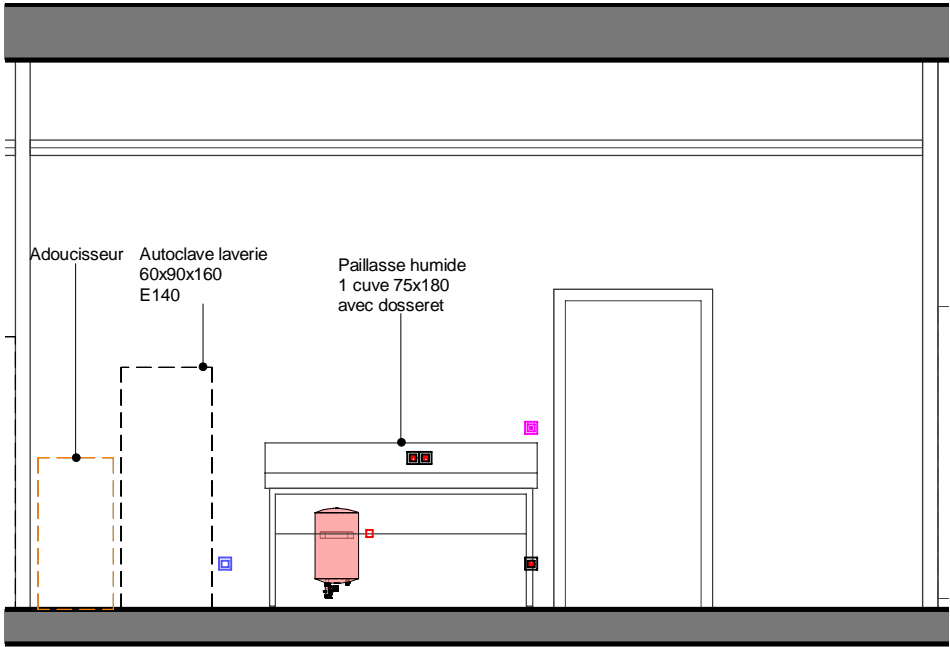 Adoucisseur
Autoclave laverie
60x90x160
E140
Paillasse humide
1 cuve 75x180
avec dosseret